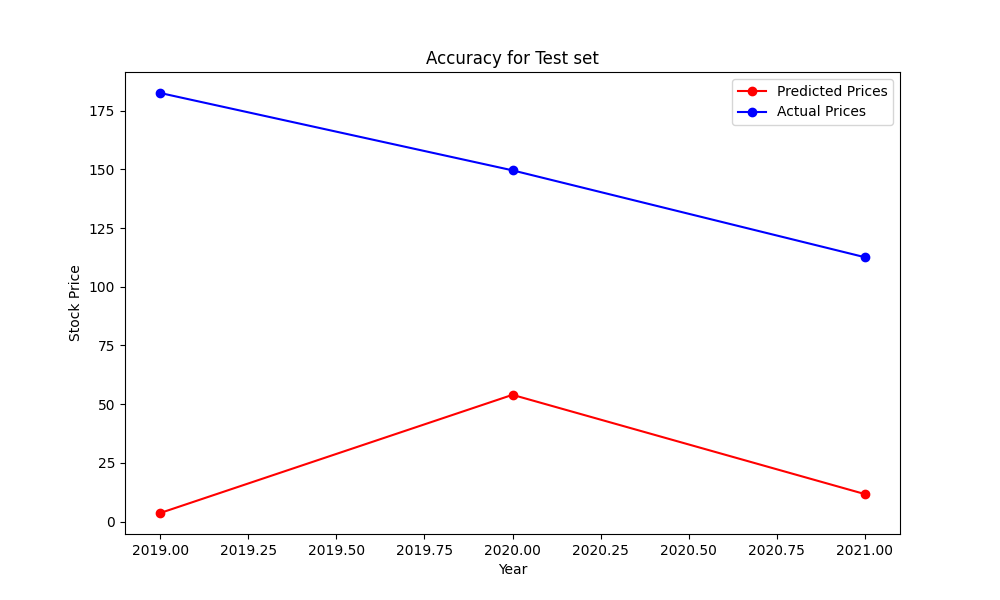 Accuracy for Test set
Predicted Prices
Actual Prices
Stock Price
175
150
125
100
75
50
25
0
2019.00 2019.25 2019.50 2019.75 2020.00 2020.25 2020.50 2020.75 2021.00
Year